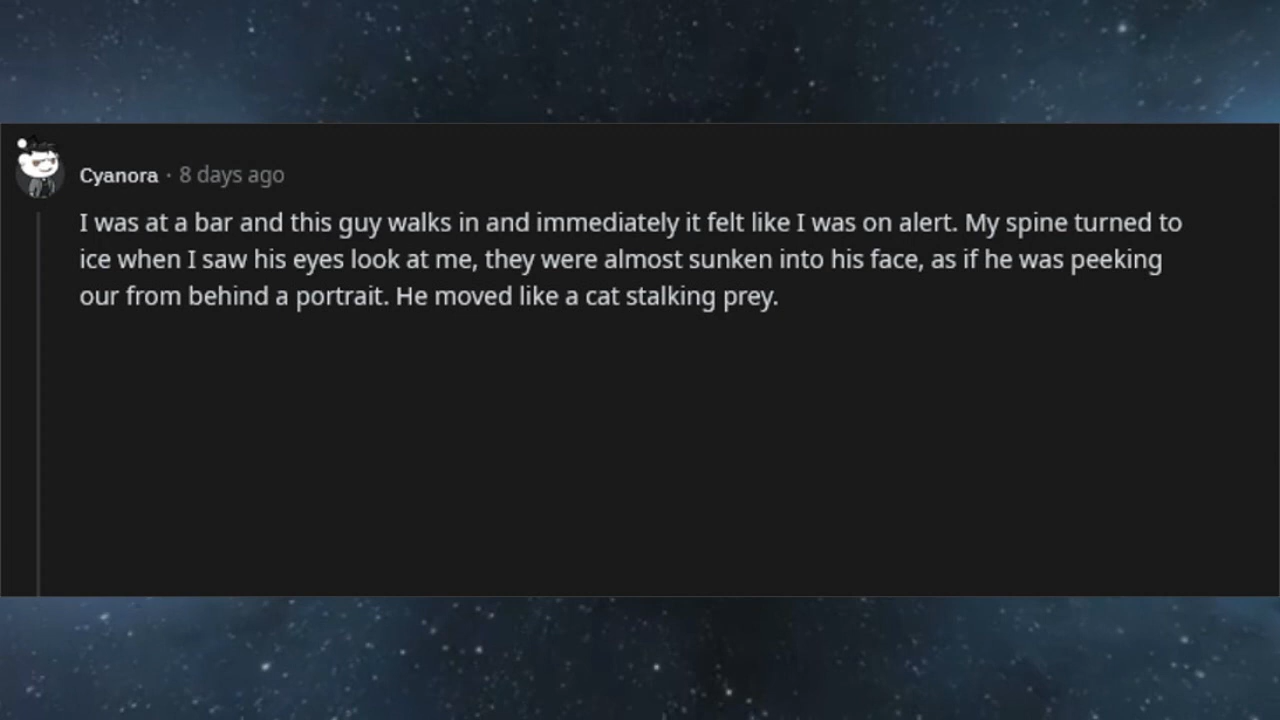 Cyanora · 8 days ago
I was at a bar and this guy walks in and immediately it felt like I was on alert. My spine turned to
ice when I saw his eyes look at me, they were almost sunken into his face, as if he was peeking
our from behind a portrait. He moved like a cat stalking prey.